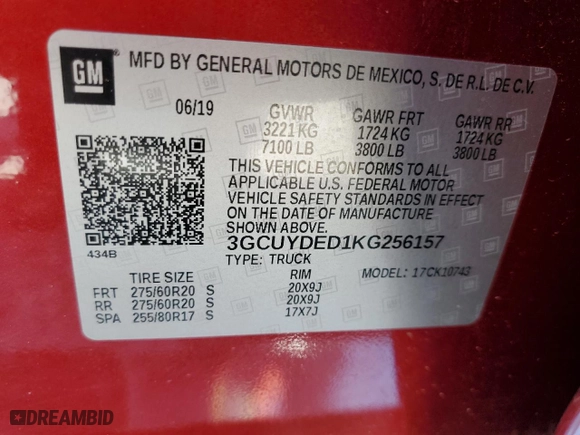 GM
MFD BY GENERAL MOTORS DE MEXICO, S. DE R.L. DE C.V.
06/19 GVWR GAWR FRT GAWR RR
3221 KG 1724 KG 1724 KG
7100 LB 3800 LB 3800 LB
THIS VEHICLE CONFORMS TO ALL
APPLICABLE U.S. FEDERAL MOTOR
VEHICLE SAFETY STANDARDS IN EFFECT
ON THE DATE OF MANUFACTURE
SHOWN ABOVE.
434B 3GCUYDED1KG256157
TYPE: TRUCK MODEL: 17CK10743
TIRE SIZE RIM
FRT 275/60R20 S 20X9J
RR 275/60R20 S 20X9J
SPA 255/80R17 S 17X7J
DREAMBID